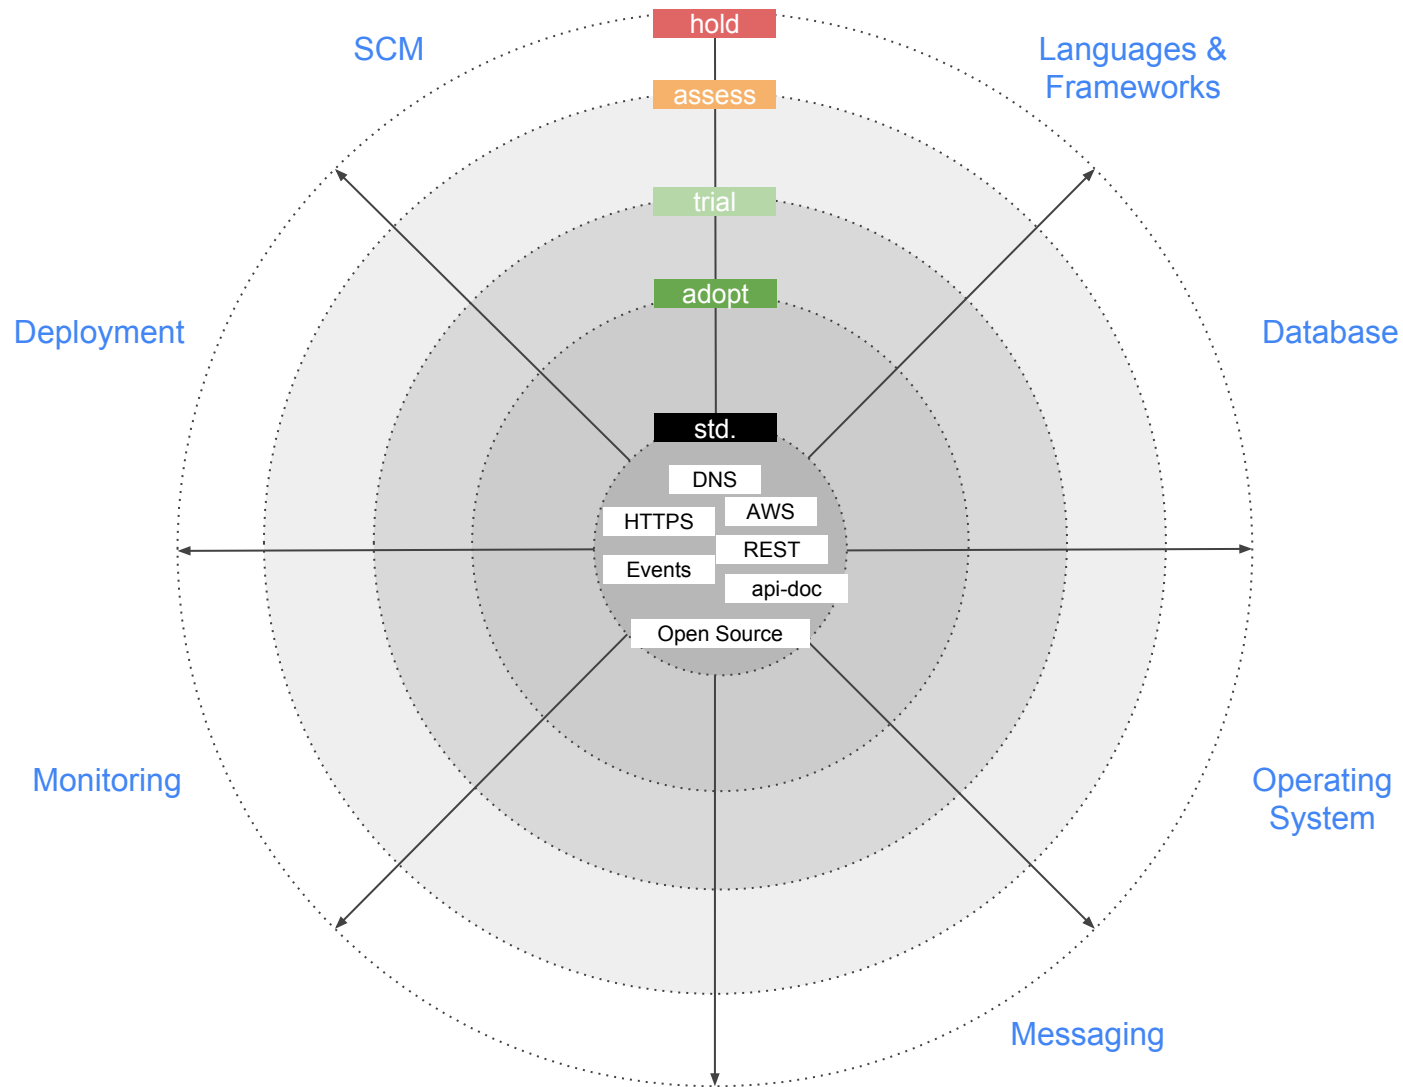 hold
SCM
Languages &
Frameworks
assess
trial
adopt
Deployment
Database
std.
DNS
AWS
HTTPS
REST
Events
api-doc
Open Source
Monitoring
Operating
System
Messaging